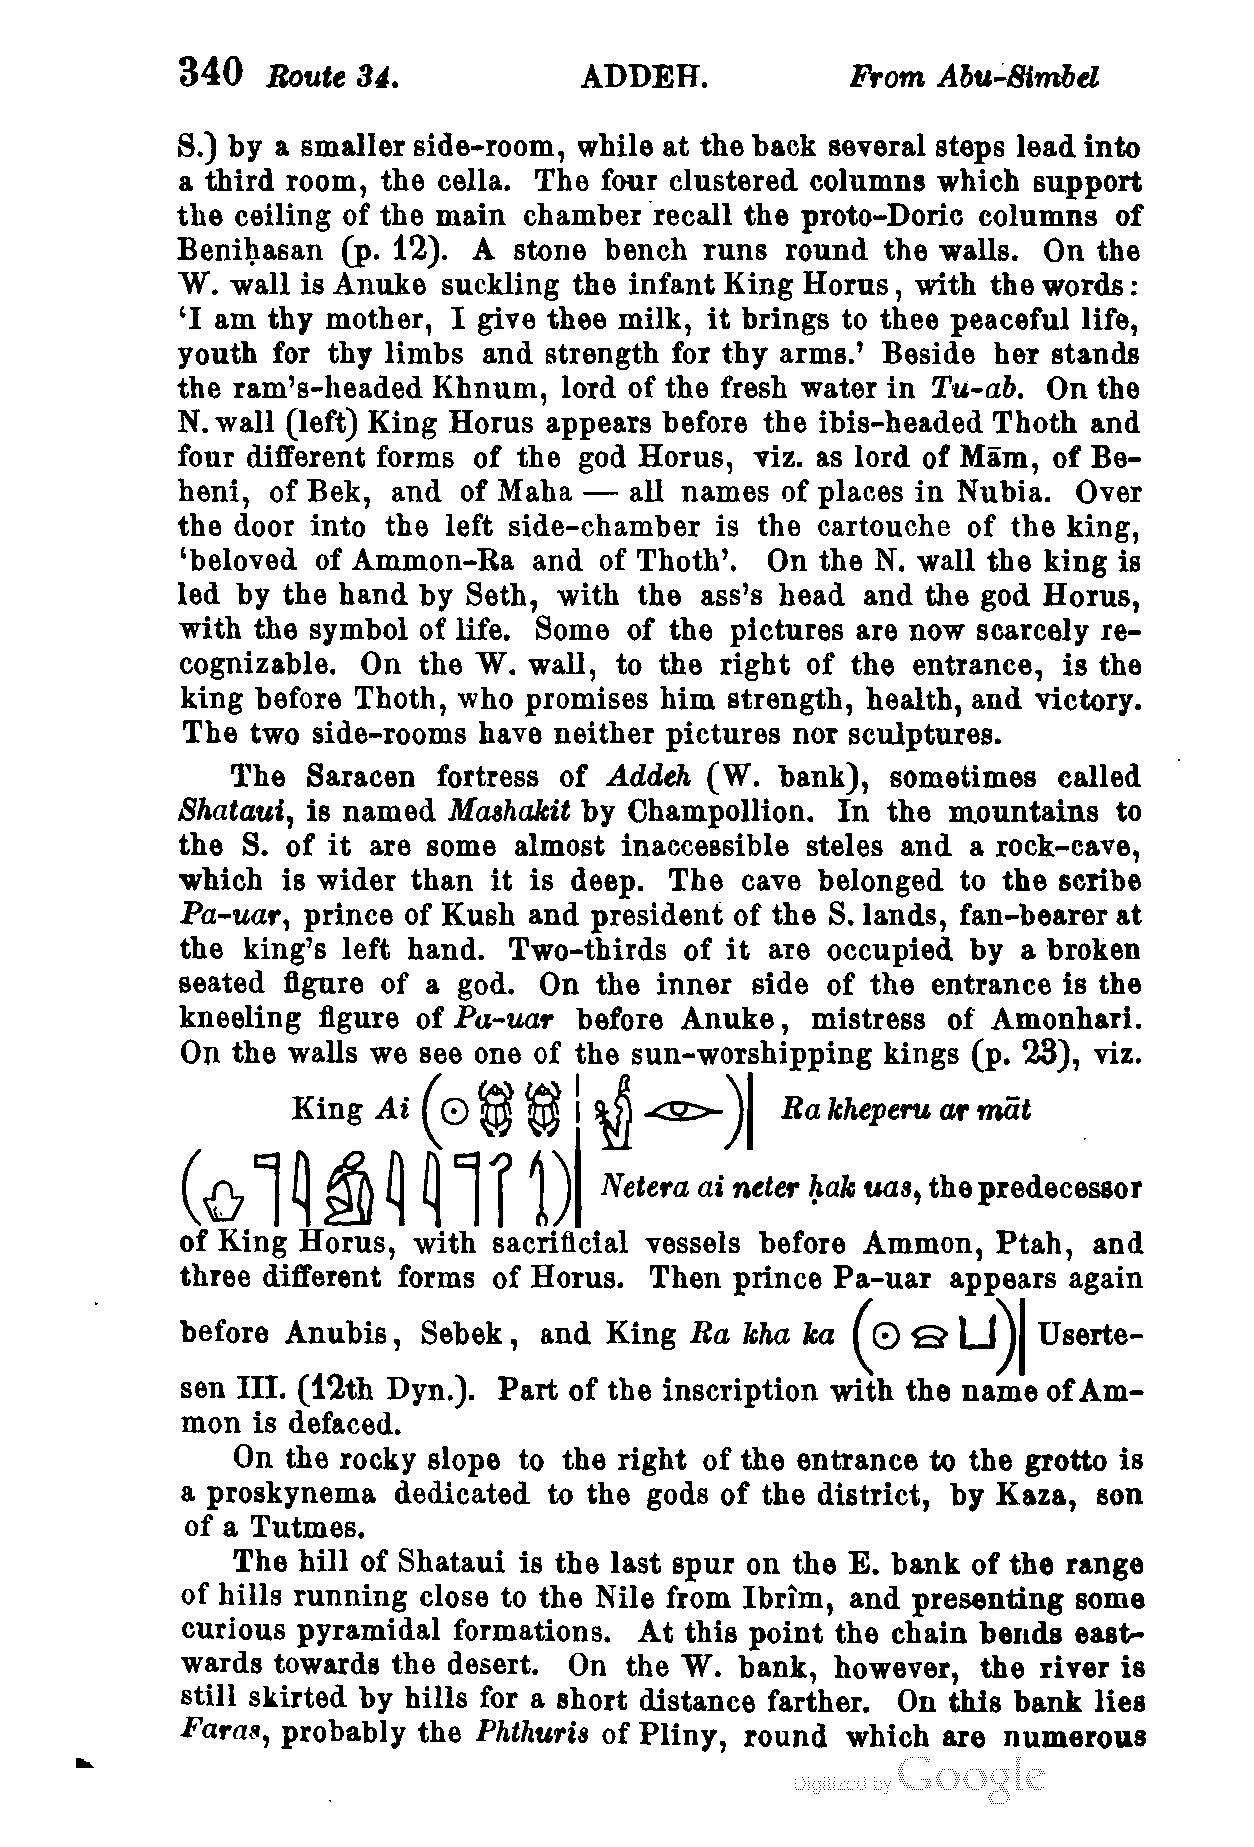 340 Route 34. ADDEH. From Abu-Simbel
S.) by a smaller side-room, while at the back several steps lead into
a third room, the cella. The four clustered columns which support
the ceiling of the main chamber recall the proto-Doric columns of
Beniḥasan (p. 12). A stone bench runs round the walls. On the
W. wall is Anuke suckling the infant King Horus, with the words:
‘I am thy mother, I give thee milk, it brings to thee peaceful life,
youth for thy limbs and strength for thy arms.’ Beside her stands
the ram's-headed Khnum, lord of the fresh water in Tu-ab. On the
N. wall (left) King Horus appears before the ibis-headed Thoth and
four different forms of the god Horus, viz. as lord of Mām, of Be-
heni, of Bek, and of Maha — all names of places in Nubia. Over
the door into the left side-chamber is the cartouche of the king,
‘beloved of Ammon-Ra and of Thoth’. On the N. wall the king is
led by the hand by Seth, with the ass's head and the god Horus,
with the symbol of life. Some of the pictures are now scarcely re-
cognizable. On the W. wall, to the right of the entrance, is the
king before Thoth, who promises him strength, health, and victory.
The two side-rooms have neither pictures nor sculptures.
The Saracen fortress of Addeh (W. bank), sometimes called
Shataui, is named Mashakit by Champollion. In the mountains to
the S. of it are some almost inaccessible steles and a rock-cave,
which is wider than it is deep. The cave belonged to the scribe
Pa-uar, prince of Kush and president of the S. lands, fan-bearer at
the king's left hand. Two-thirds of it are occupied by a broken
seated figure of a god. On the inner side of the entrance is the
kneeling figure of Pa-uar before Anuke, mistress of Amonhari.
On the walls we see one of the sun-worshipping kings (p. 23), viz.
King Ai Ra kheperu ar māt
Netera ai neter ḥak uas, the predecessor
of King Horus, with sacrificial vessels before Ammon, Ptah, and
three different forms of Horus. Then prince Pa-uar appears again
before Anubis, Sebek, and King Ra kha ka Userte-
sen III. (12th Dyn.). Part of the inscription with the name of Am-
mon is defaced.
On the rocky slope to the right of the entrance to the grotto is
a proskynema dedicated to the gods of the district, by Kaza, son
of a Tutmes.
The hill of Shataui is the last spur on the E. bank of the range
of hills running close to the Nile from Ibrîm, and presenting some
curious pyramidal formations. At this point the chain bends east-
wards towards the desert. On the W. bank, however, the river is
still skirted by hills for a short distance farther. On this bank lies
Faras, probably the Phthuris of Pliny, round which are numerous
Digitized by Google